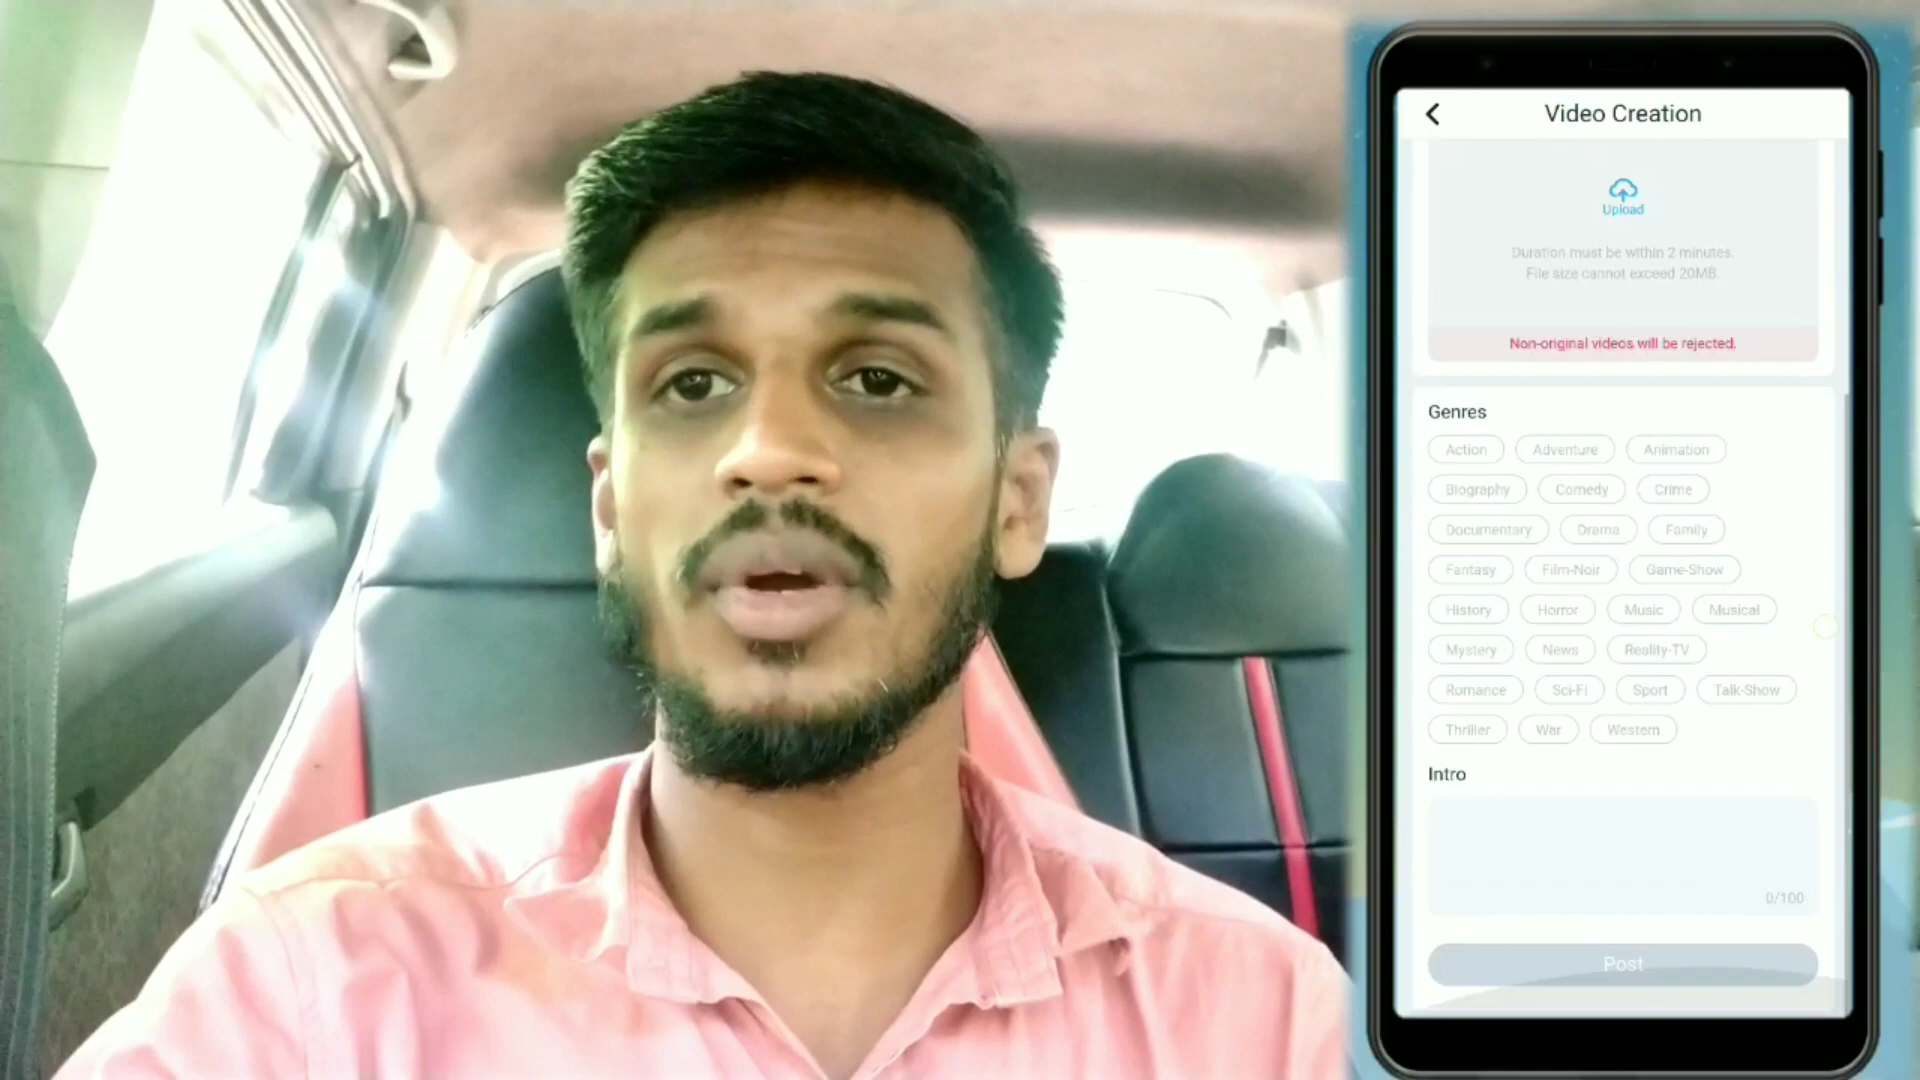 Video Creation
Upload
Duration must be within 2 minutes.
File size cannot exceed 20MB.
Non-original videos will be rejected.
Genres
Action Adventure Animation
Biography Comedy Crime
Documentary Drama Family
Fantasy Film-Noir Game-Show
History Horror Music Musical
Mystery News Reality-TV
Romance Sci-Fi Sport Talk-Show
Thriller War Western
Intro
0/100
Post